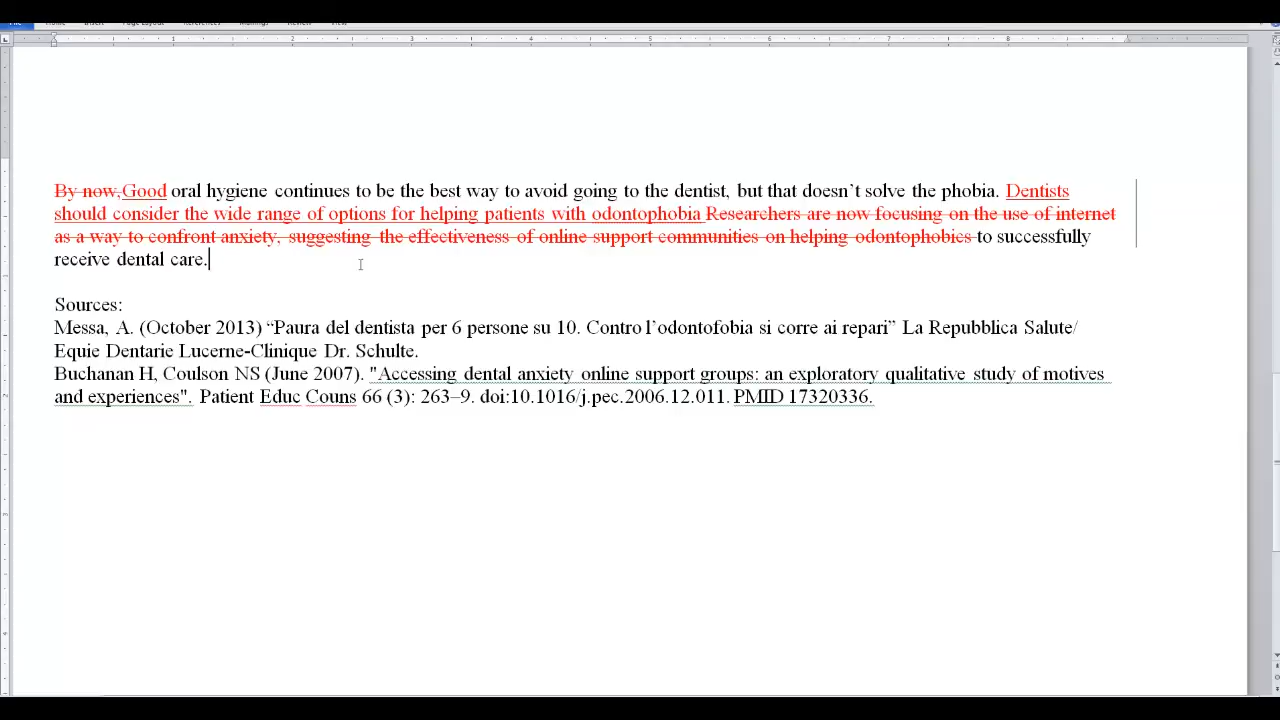 By now,Good oral hygiene continues to be the best way to avoid going to the dentist, but that doesn’t solve the phobia. Dentists
should consider the wide range of options for helping patients with odontophobia Researchers are now focusing on the use of internet
as a way to confront anxiety, suggesting the effectiveness of online support communities on helping odontophobics to successfully
receive dental care.
Sources:
Messa, A. (October 2013) “Paura del dentista per 6 persone su 10. Contro l’odontofobia si corre ai repari” La Repubblica Salute/
Equie Dentarie Lucerne-Clinique Dr. Schulte.
Buchanan H, Coulson NS (June 2007). "Accessing dental anxiety online support groups: an exploratory qualitative study of motives
and experiences". Patient Educ Couns 66 (3): 263–9. doi:10.1016/j.pec.2006.12.011. PMID 17320336.